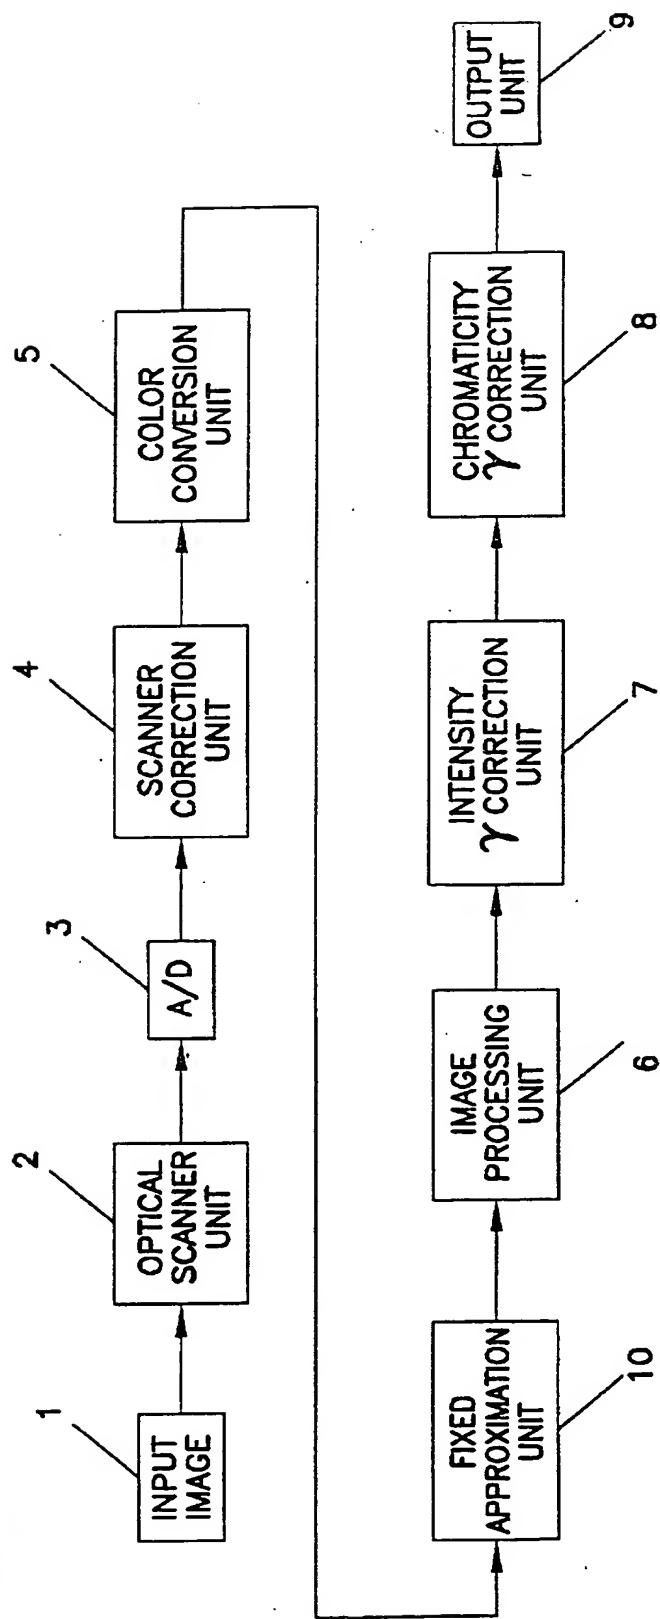 1
INPUT
IMAGE
2
OPTICAL
SCANNER
UNIT
3
A/D
4
SCANNER
CORRECTION
UNIT
5
COLOR
CONVERSION
UNIT
FIXED
APPROXIMATION
UNIT
10
IMAGE
PROCESSING
UNIT
6
INTENSITY
γ CORRECTION
UNIT
7
CHROMATICITY
γ CORRECTION
UNIT
8
OUTPUT
UNIT
9